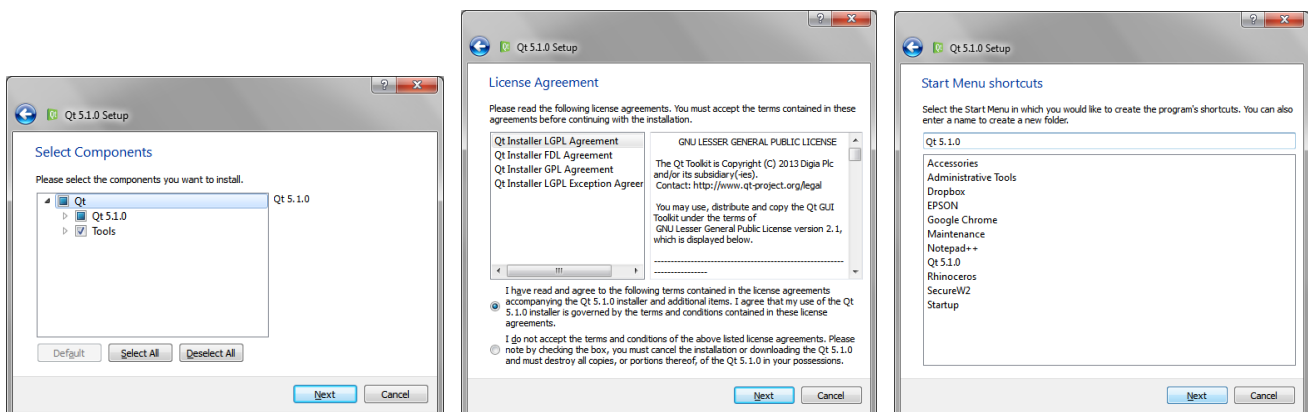 Qt 5.1.0 Setup
Select Components
Please select the components you want to install.
Qt
Qt 5.1.0
Tools
Qt 5.1.0
Default Select All Deselect All
Next Cancel
Qt 5.1.0 Setup
License Agreement
Please read the following license agreements. You must accept the terms contained in these
agreements before continuing with the installation.
Qt Installer LGPL Agreement
Qt Installer FDL Agreement
Qt Installer GPL Agreement
Qt Installer LGPL Exception Agreer
GNU LESSER GENERAL PUBLIC LICENSE
The Qt Toolkit is Copyright (C) 2013 Digia Plc
and/or its subsidiary(-ies).
Contact: http://www.qt-project.org/legal
You may use, distribute and copy the Qt GUI
Toolkit under the terms of
GNU Lesser General Public License version 2.1,
which is displayed below.
I have read and agree to the following terms contained in the license agreements
accompanying the Qt 5.1.0 installer and additional items. I agree that my use of the Qt
5.1.0 installer is governed by the terms and conditions contained in these license
agreements.
I do not accept the terms and conditions of the above listed license agreements. Please
note by checking the box, you must cancel the installation or downloading the Qt 5.1.0
and must destroy all copies, or portions thereof, of the Qt 5.1.0 in your possessions.
Next Cancel
Qt 5.1.0 Setup
Start Menu shortcuts
Select the Start Menu in which you would like to create the program's shortcuts. You can also
enter a name to create a new folder.
Qt 5.1.0
Accessories
Administrative Tools
Dropbox
EPSON
Google Chrome
Maintenance
Notepad++
Qt 5.1.0
Rhinoceros
SecureW2
Startup
Next Cancel